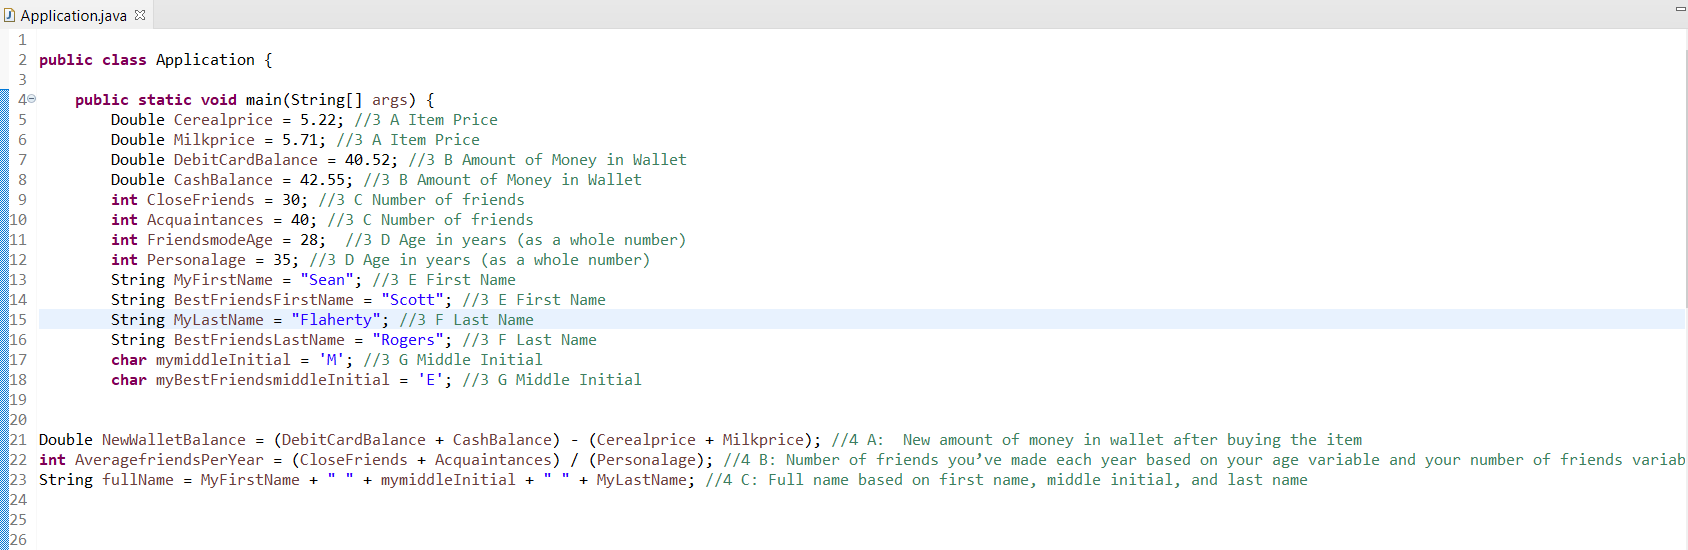 Application.java
1
2 public class Application {
3
4 public static void main(String[] args) {
5 Double Cerealprice = 5.22; //3 A Item Price
6 Double Milkprice = 5.71; //3 A Item Price
7 Double DebitCardBalance = 40.52; //3 B Amount of Money in Wallet
8 Double CashBalance = 42.55; //3 B Amount of Money in Wallet
9 int CloseFriends = 30; //3 C Number of friends
10 int Acquaintances = 40; //3 C Number of friends
11 int FriendsmodeAge = 28;  //3 D Age in years (as a whole number)
12 int Personalage = 35; //3 D Age in years (as a whole number)
13 String MyFirstName = "Sean"; //3 E First Name
14 String BestFriendsFirstName = "Scott"; //3 E First Name
15 String MyLastName = "Flaherty"; //3 F Last Name
16 String BestFriendsLastName = "Rogers"; //3 F Last Name
17 char mymiddleInitial = 'M'; //3 G Middle Initial
18 char myBestFriendsmiddleInitial = 'E'; //3 G Middle Initial
19
20
21 Double NewWalletBalance = (DebitCardBalance + CashBalance) - (Cerealprice + Milkprice); //4 A:  New amount of money in wallet after buying the item
22 int AveragefriendsPerYear = (CloseFriends + Acquaintances) / (Personalage); //4 B: Number of friends you’ve made each year based on your age variable and your number of friends variab
23 String fullName = MyFirstName + " " + mymiddleInitial + " " + MyLastName; //4 C: Full name based on first name, middle initial, and last name
24
25
26